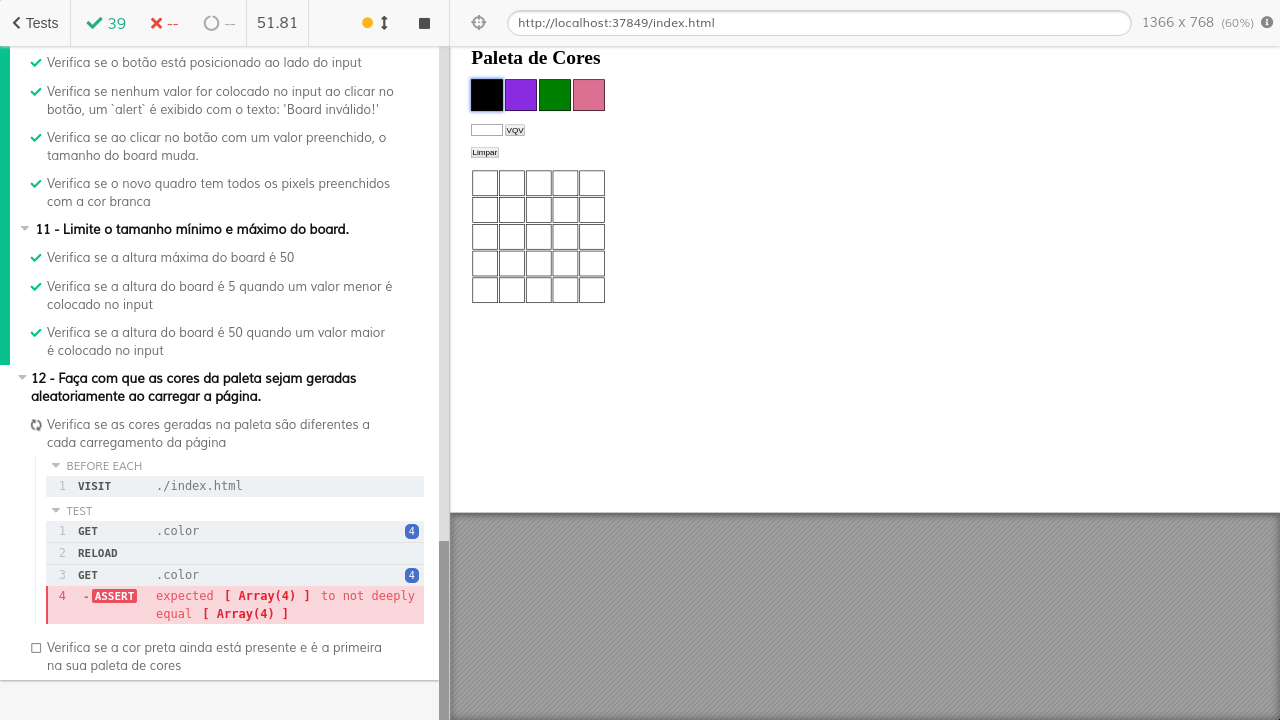 Tests
39
--
--
51.81
http://localhost:37849/index.html
1366 x 768 (60%)
Verifica se o botão está posicionado ao lado do input
Verifica se nenhum valor for colocado no input ao clicar no
botão, um `alert` é exibido com o texto: 'Board inválido!'
Verifica se ao clicar no botão com um valor preenchido, o
tamanho do board muda.
Verifica se o novo quadro tem todos os pixels preenchidos
com a cor branca
11 - Limite o tamanho mínimo e máximo do board.
Verifica se a altura máxima do board é 50
Verifica se a altura do board é 5 quando um valor menor é
colocado no input
Verifica se a altura do board é 50 quando um valor maior
é colocado no input
12 - Faça com que as cores da paleta sejam geradas
aleatoriamente ao carregar a página.
Verifica se as cores geradas na paleta são diferentes a
cada carregamento da página
BEFORE EACH
1 VISIT ./index.html
TEST
1 GET .color 4
2 RELOAD
3 GET .color 4
4 -ASSERT expected [ Array(4) ] to not deeply
equal [ Array(4) ]
Verifica se a cor preta ainda está presente e é a primeira
na sua paleta de cores
Paleta de Cores
VQV
Limpar